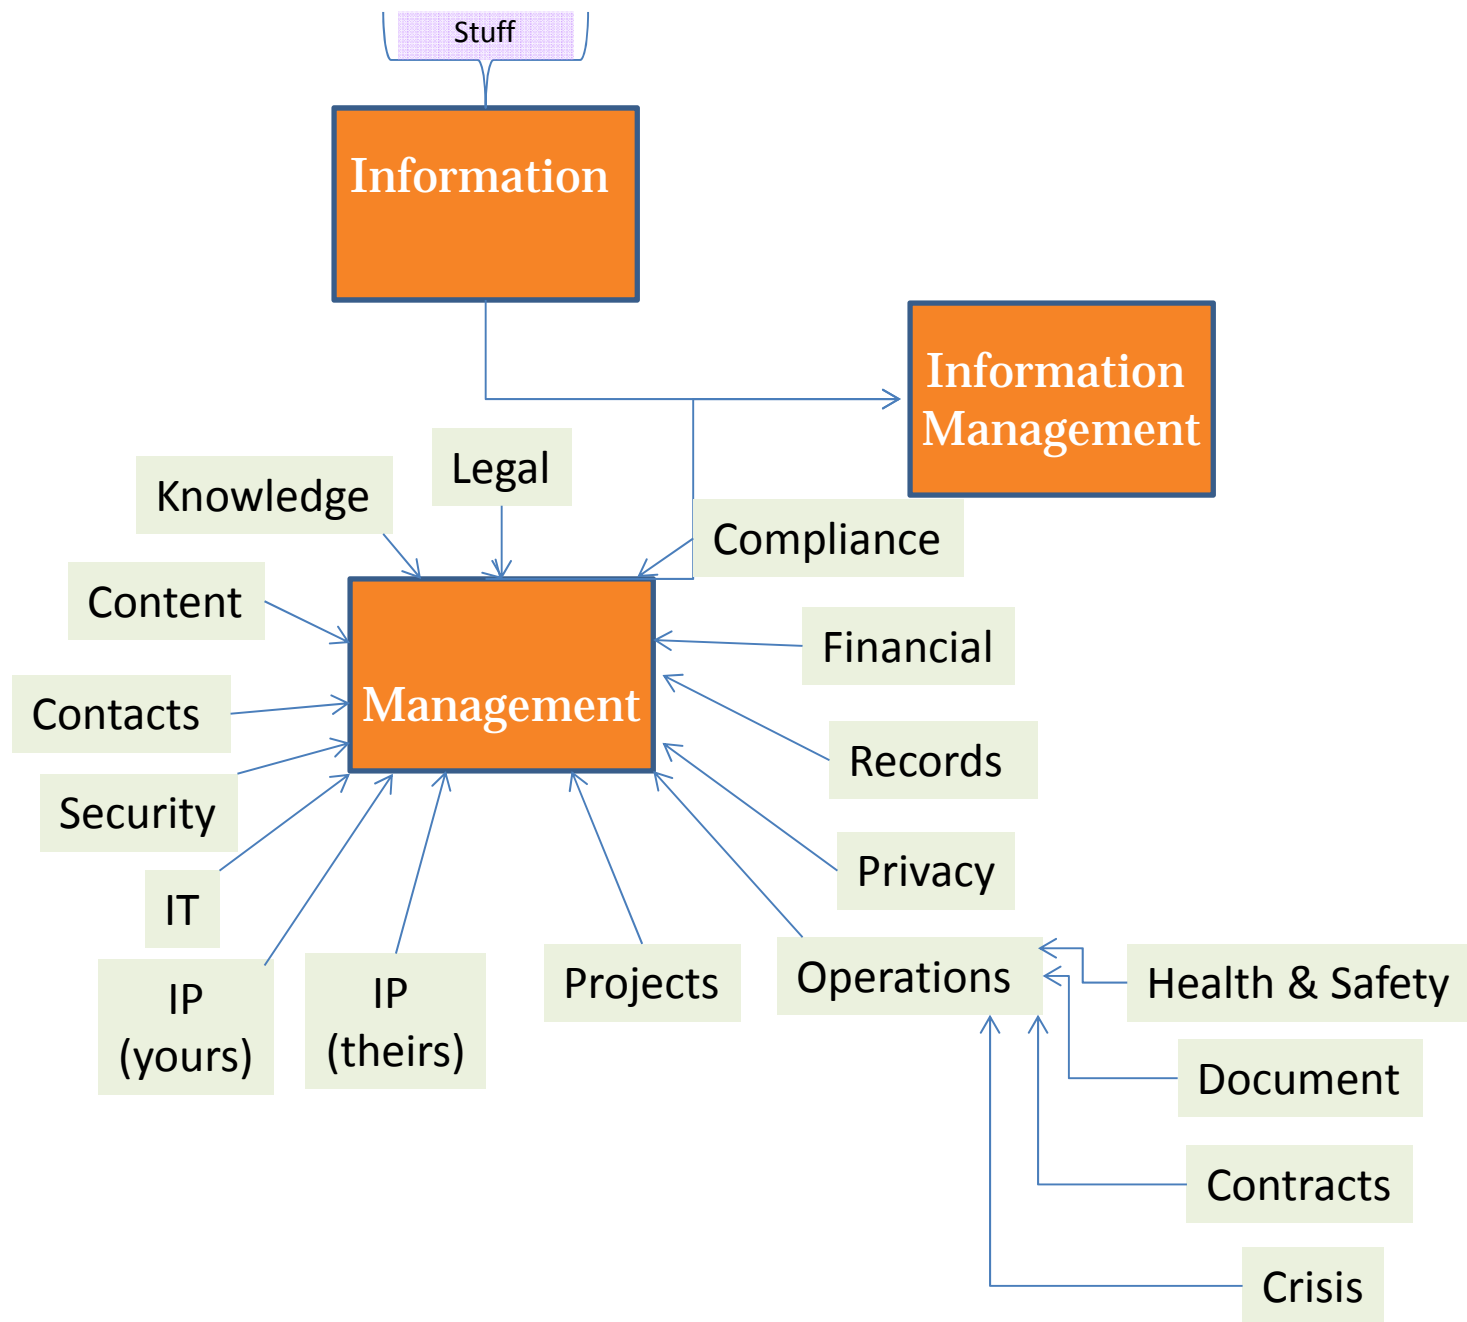 Stuff
Information
Information
Management
Legal
Knowledge
Compliance
Content
Financial
Management
Contacts
Records
Security
Privacy
IT
Operations
Health & Safety
Projects
IP
(yours)
IP
(theirs)
Document
Contracts
Crisis